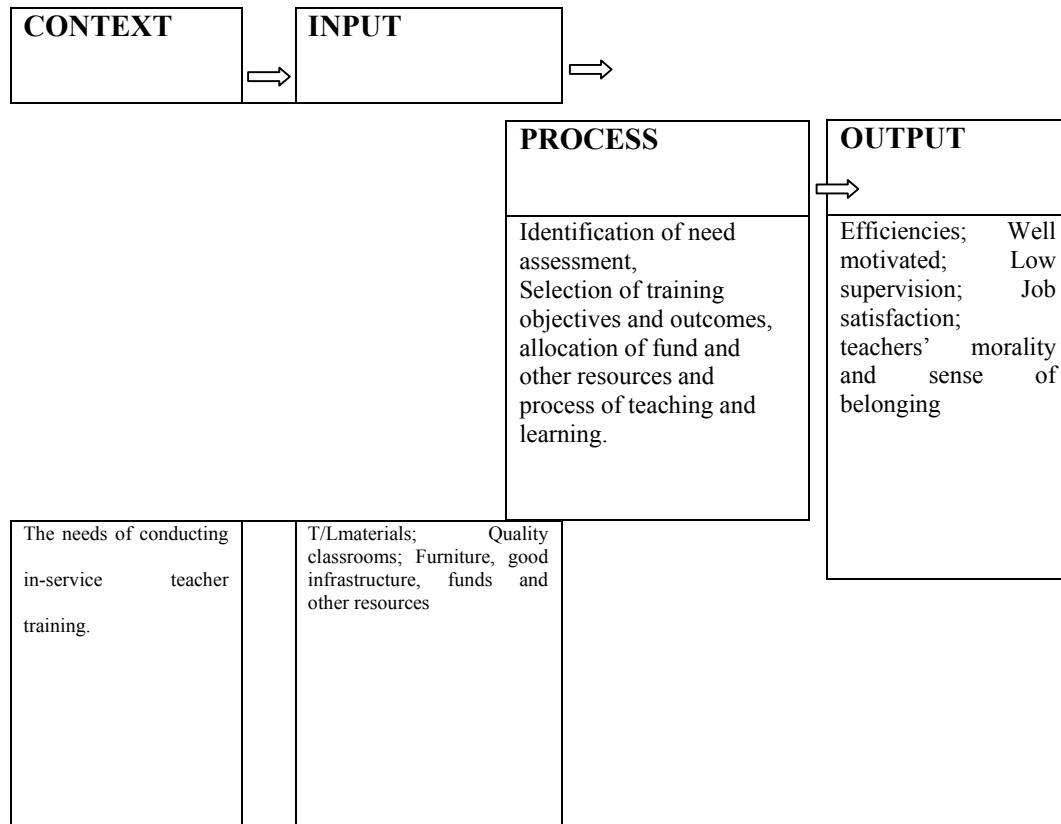 CONTEXT
INPUT
PROCESS
OUTPUT
Identification of need
assessment,
Selection of training
objectives and outcomes,
allocation of fund and
other resources and
process of teaching and
learning.
Efficiencies; Well
motivated; Low
supervision; Job
satisfaction;
teachers’ morality
and sense of
belonging
The needs of conducting
in-service teacher
training.
T/Lmaterials; Quality
classrooms; Furniture, good
infrastructure, funds and
other resources